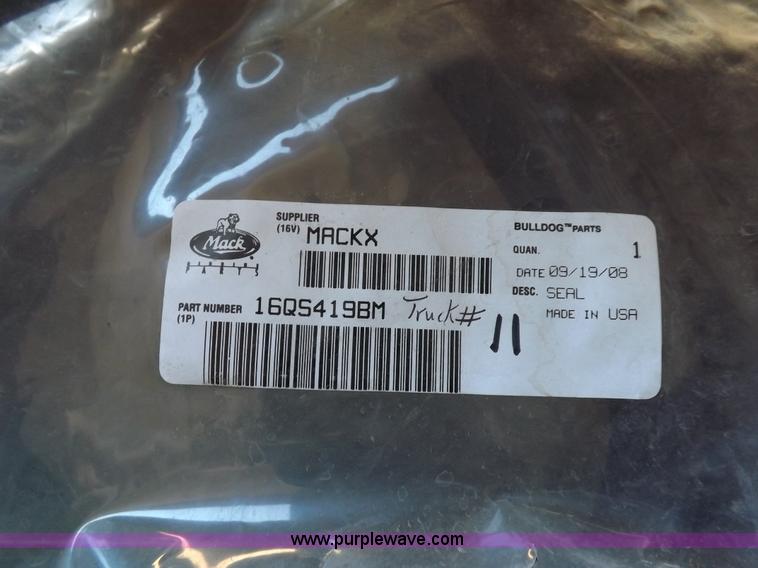 Mack
PARTS
SUPPLIER
(16V) MACKX
BULLDOG™PARTS
QUAN. 1
DATE 09/19/08
DESC. SEAL
MADE IN USA
PART NUMBER
(1P) 16QS419BM
Truck # 11
www.purplewave.com